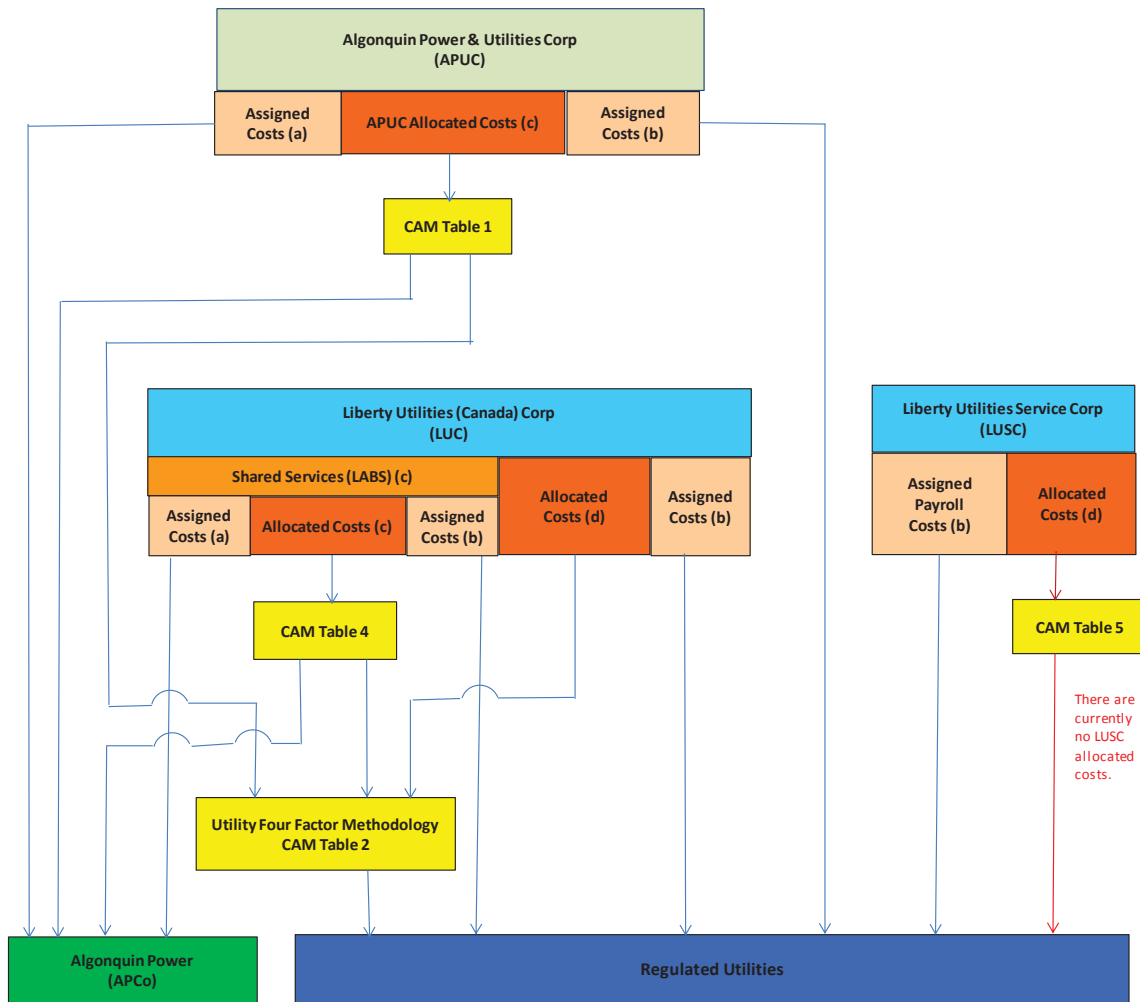 Algonquin Power & Utilities Corp
(APUC)
Assigned
Costs (a)
APUC Allocated Costs (c)
Assigned
Costs (b)
CAM Table 1
Liberty Utilities (Canada) Corp
(LUC)
Liberty Utilities Service Corp
(LUSC)
Shared Services (LABS) (c)
Assigned
Costs (a)
Allocated Costs (c)
Assigned
Costs (b)
Allocated
Costs (d)
Assigned
Costs (b)
Assigned
Payroll
Costs (b)
Allocated
Costs (d)
CAM Table 4
CAM Table 5
There are
currently
no LUSC
allocated
costs.
Utility Four Factor Methodology
CAM Table 2
Algonquin Power
(APCo)
Regulated Utilities